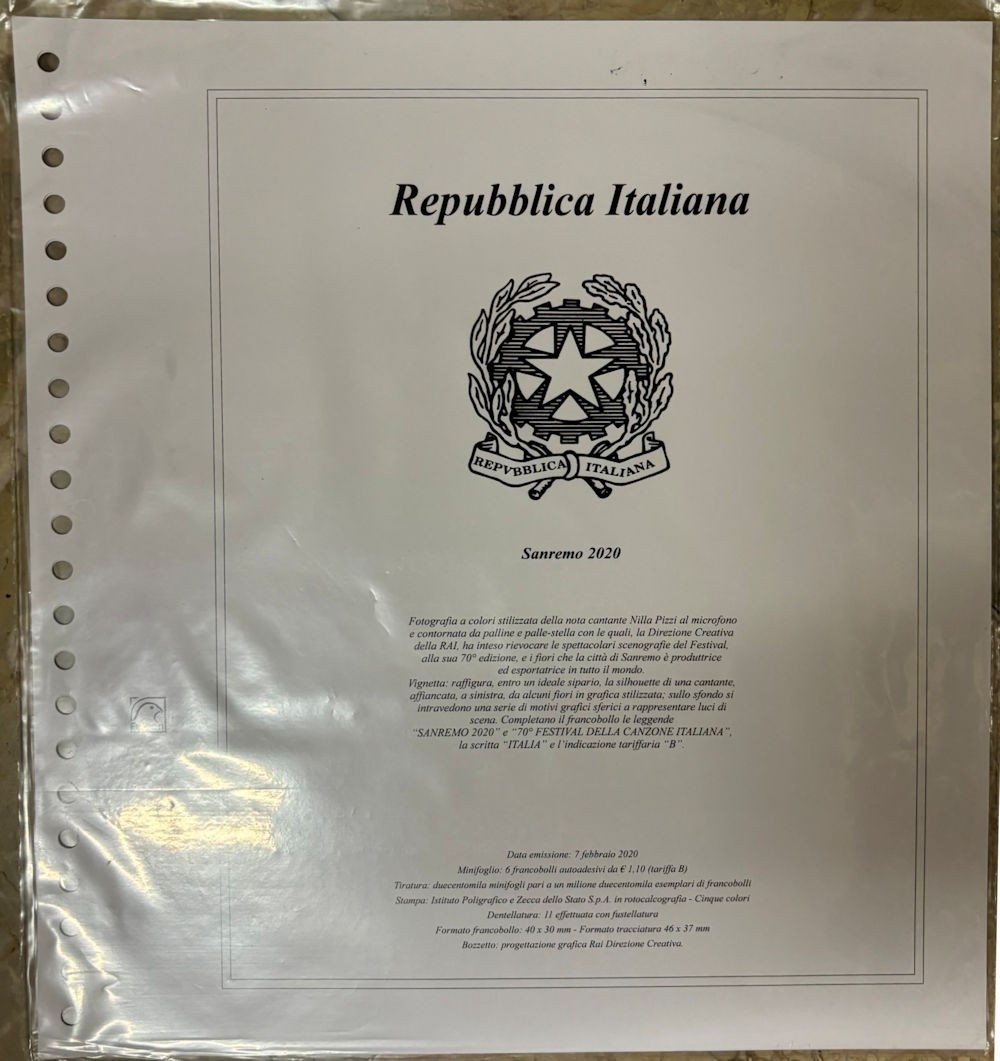 Repubblica Italiana
REPVBBLICA ITALIANA
Sanremo 2020
Fotografia a colori stilizzata della nota cantante Nilla Pizzi al microfono
e contornata da palline e palle-stella con le quali, la Direzione Creativa
della RAI, ha inteso rievocare le spettacolari scenografie del Festival,
alla sua 70° edizione, e i fiori che la città di Sanremo è produttrice
ed esportatrice in tutto il mondo.
Vignetta: raffigura, entro un ideale sipario, la silhouette di una cantante,
affiancata, a sinistra, da alcuni fiori in grafica stilizzata; sullo sfondo si
intravedono una serie di motivi grafici sferici a rappresentare luci di
scena. Completano il francobollo le leggende
"SANREMO 2020" e "70° FESTIVAL DELLA CANZONE ITALIANA",
la scritta "ITALIA" e l'indicazione tariffaria "B".
Data emissione: 7 febbraio 2020
Minifoglio: 6 francobolli autoadesivi da € 1,10 (tariffa B)
Tiratura: duecentomila minifogli pari a un milione duecentomila esemplari di francobolli
Stampa: Istituto Poligrafico e Zecca dello Stato S.p.A. in rotocalcografia - Cinque colori
Dentellatura: 11 effettuata con fustellatura
Formato francobollo: 40 x 30 mm - Formato tracciatura 46 x 37 mm
Bozzetto: progettazione grafica Rai Direzione Creativa.